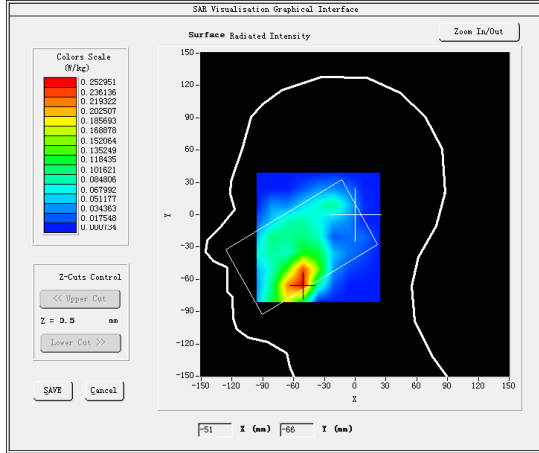 SAR Visualisation Graphical Interface
Surface Radiated Intensity
Zoom In/Out
Colors Scale
(W/kg)
0.252951
0.236136
0.219322
0.202507
0.185693
0.168878
0.152064
0.135249
0.118435
0.101621
0.084806
0.067992
0.051177
0.034363
0.017548
0.000734
Z-Cuts Control
<< Upper Cut
Z = 3.5 mm
Lower Cut >>
SAVE Cancel
150
120
90
60
30
0
-30
-60
-90
-120
-150
Y
-150 -120 -90 -60 -30 0 30 60 90 120 150
X
-51 X (mm) -66 Y (mm)